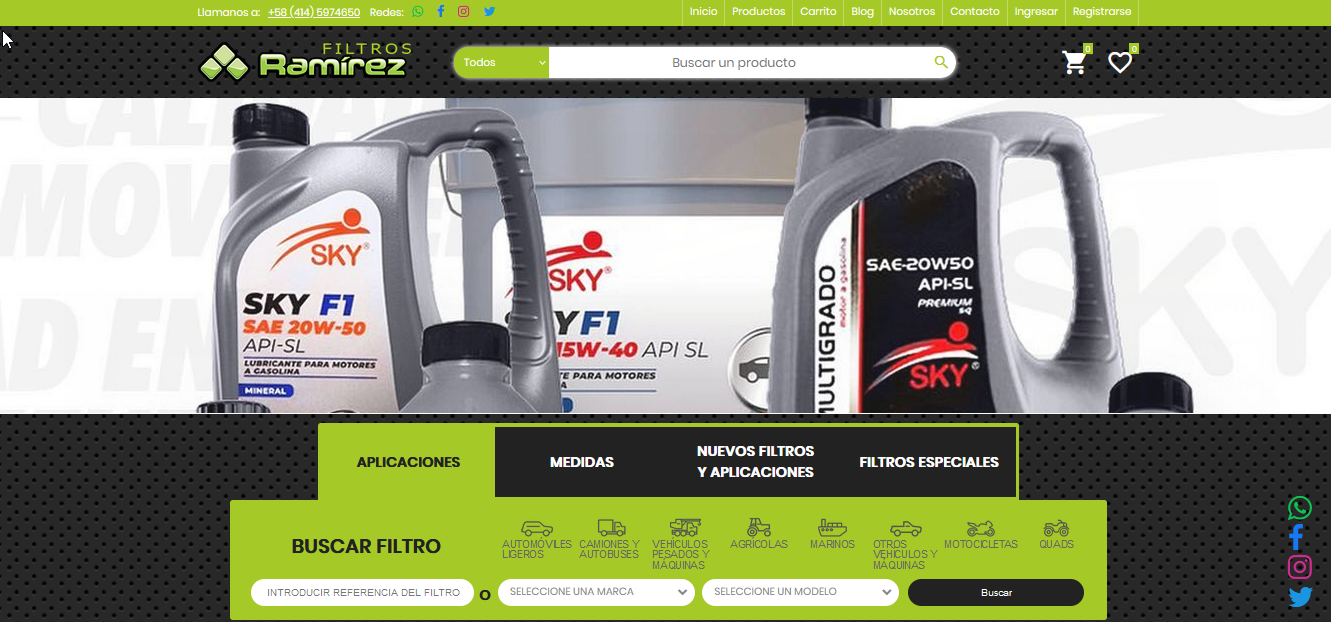 Llamanos a: +58 (414) 5974650 Redes:
Inicio Productos Carrito Blog Nosotros Contacto Ingresar Registrarse
FILTROS
Ramírez
Todos
Buscar un producto
0
0
SKY®
SKY F1
SAE 20W-50
API-SL
LUBRICANTE PARA MOTORES
A GASOLINA
MINERAL
SKY®
Y F1
15W-40 API SL
TE PARA MOTORES
A
MULTIGRADO
motor a gasolina
SAE-20W50
API-SL
PREMIUM
SQ
SKY®
SKY
APLICACIONES
MEDIDAS
NUEVOS FILTROS
Y APLICACIONES
FILTROS ESPECIALES
BUSCAR FILTRO
AUTOMÓVILES
LIGEROS
CAMIONES Y
AUTOBUSES
VEHÍCULOS
PESADOS Y
MÁQUINAS
AGRÍCOLAS
MARINOS
OTROS
VEHÍCULOS Y
MÁQUINAS
MOTOCICLETAS
QUADS
INTRODUCIR REFERENCIA DEL FILTRO
O
SELECCIONE UNA MARCA
SELECCIONE UN MODELO
Buscar